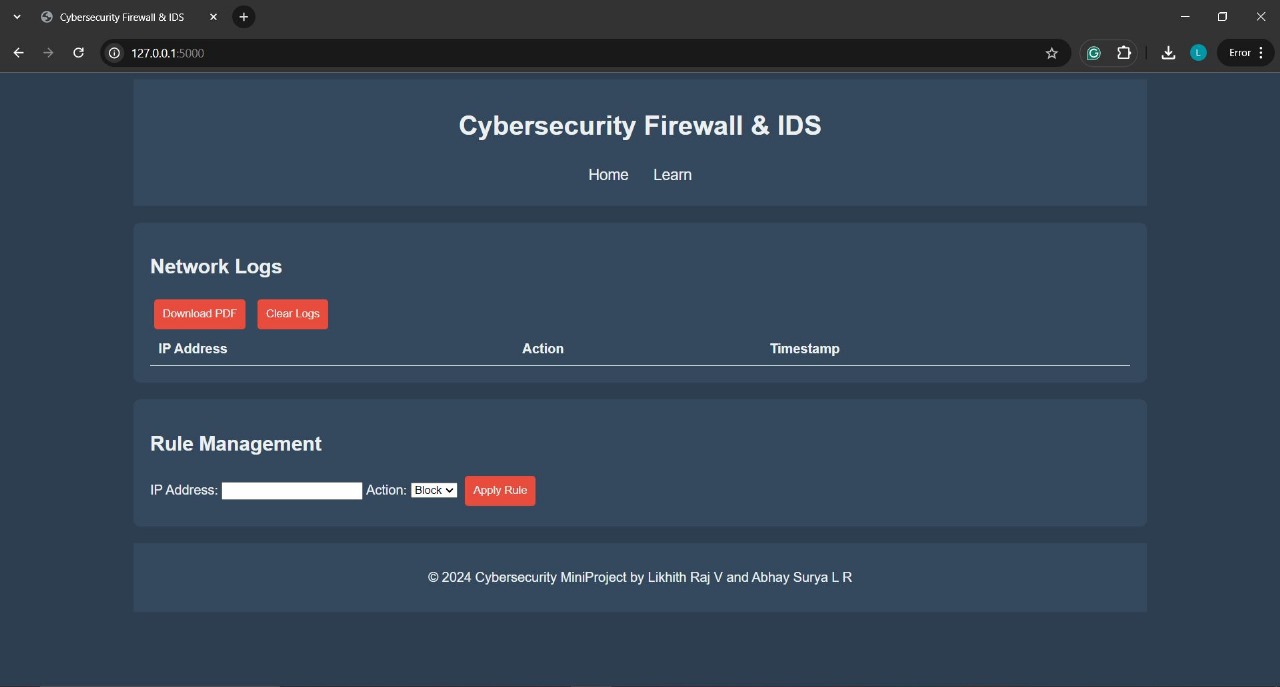 Cybersecurity Firewall & IDS
127.0.0.1:5000
L
Error
Cybersecurity Firewall & IDS
Home Learn
Network Logs
Download PDF Clear Logs
IP Address Action Timestamp
Rule Management
IP Address: Action: Block Apply Rule
© 2024 Cybersecurity MiniProject by Likhith Raj V and Abhay Surya L R